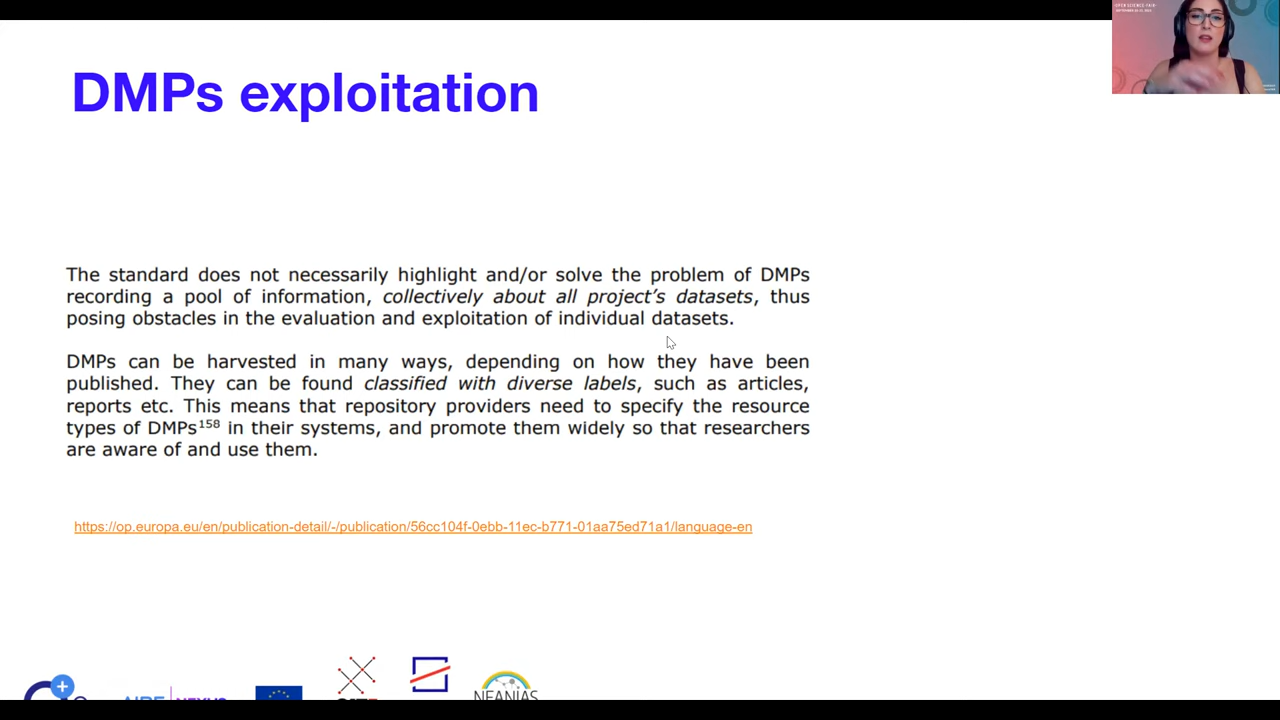 OPEN SCIENCE FAIR
DMPs exploitation
The standard does not necessarily highlight and/or solve the problem of DMPs
recording a pool of information, collectively about all project's datasets, thus
posing obstacles in the evaluation and exploitation of individual datasets.
DMPs can be harvested in many ways, depending on how they have been
published. They can be found classified with diverse labels, such as articles,
reports etc. This means that repository providers need to specify the resource
types of DMPs158 in their systems, and promote them widely so that researchers
are aware of and use them.
https://op.europa.eu/en/publication-detail/-/publication/56cc104f-0ebb-11ec-b771-01aa75ed71a1/language-en
NEANIAS